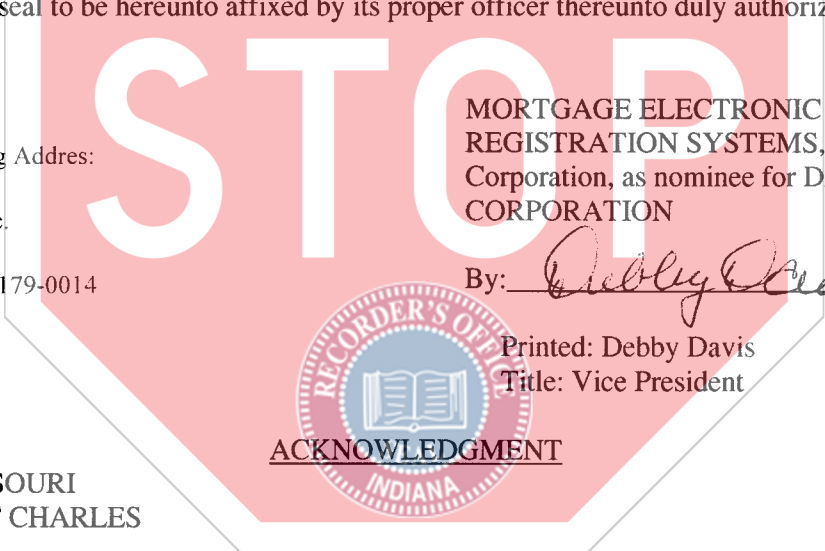 seal to be hereunto affixed by its proper officer thereunto duly authoriz
STOP
MORTGAGE ELECTRONIC
REGISTRATION SYSTEMS,
g Addres:
Corporation, as nominee for D
c.
CORPORATION
179-0014
By: Debby Davis
RECORDER'S OFFICE
Printed: Debby Davis
Title: Vice President
ACKNOWLEDGMENT
INDIANA
SOURI
CHARLES